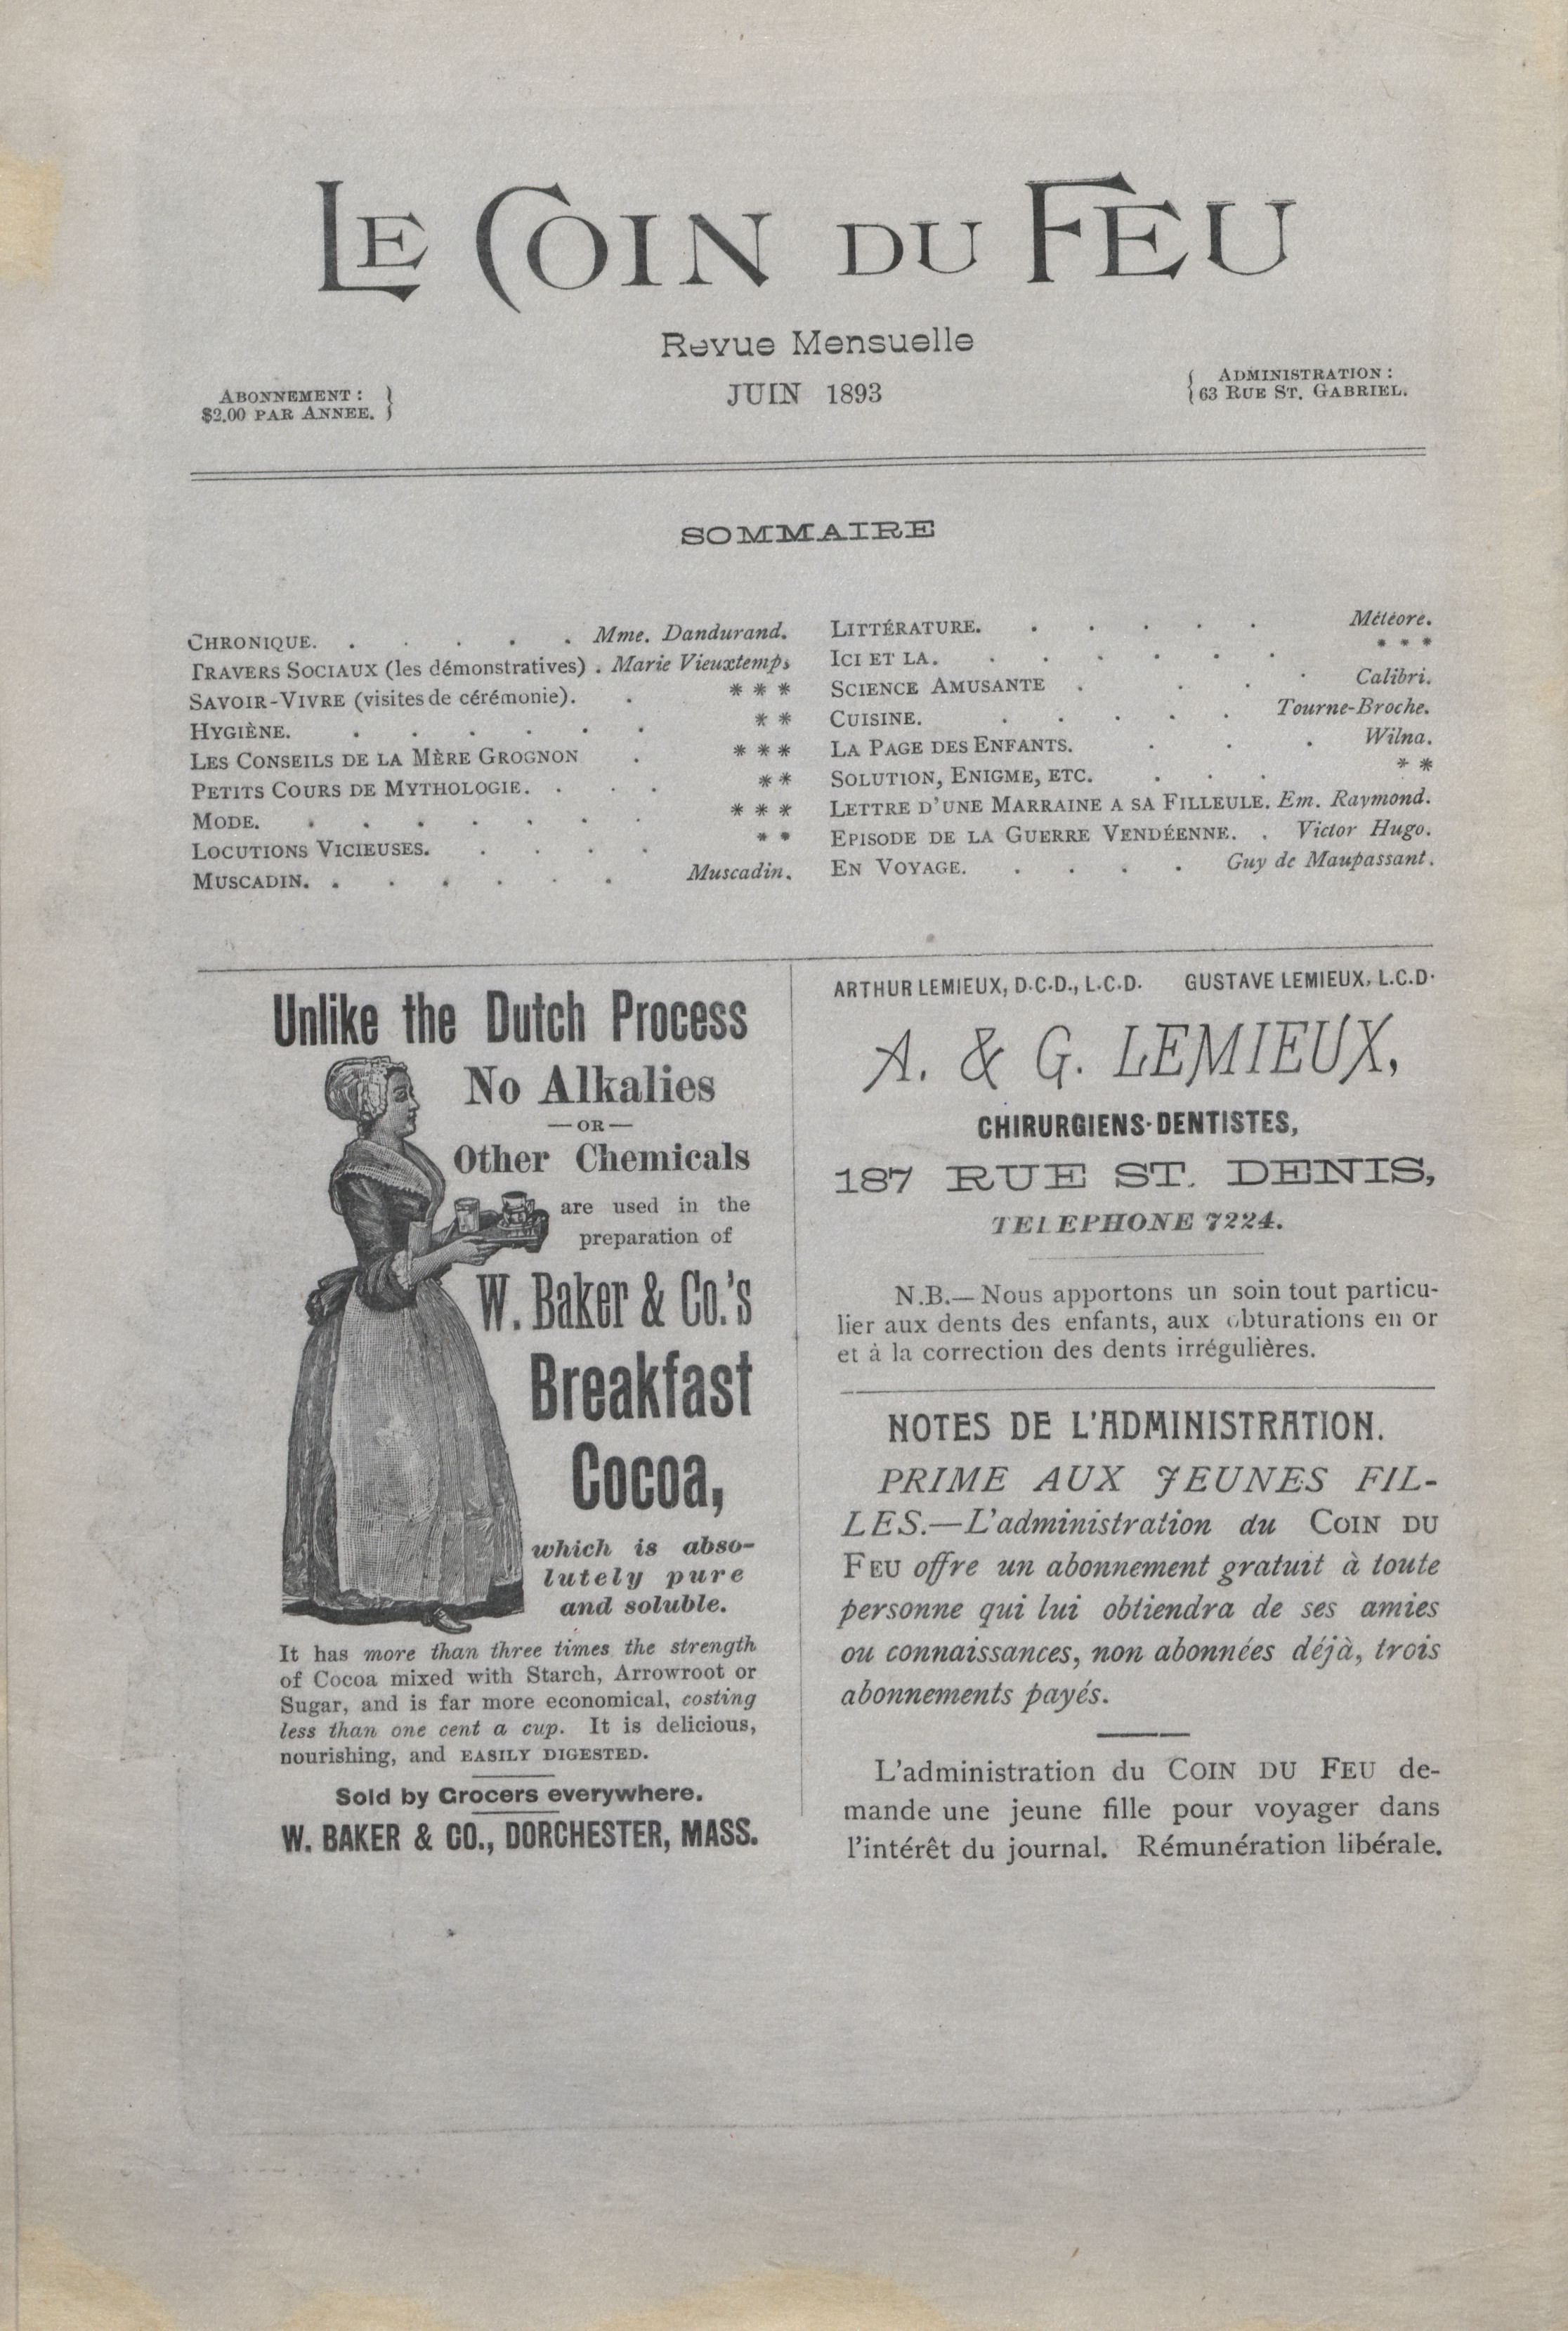 LE COIN DU FEU
Revue Mensuelle
ABONNEMENT :
$2.00 PAR ANNEE.
JUIN 1893
ADMINISTRATION :
63 RUE ST. GABRIEL.
SOMMAIRE
CHRONIQUE. . . . . . Mme. Dandurand.
TRAVERS SOCIAUX (les démonstratives) . Marie Vieuxtemps
SAVOIR-VIVRE (visites de cérémonie). . * * *
HYGIÈNE. . . . . . . * *
LES CONSEILS DE LA MÈRE GROGNON . * * *
PETITS COURS DE MYTHOLOGIE. . . . * *
MODE. . . . . . . . * * *
LOCUTIONS VICIEUSES. . . . . * *
MUSCADIN. . . . . . . Muscadin.
LITTÉRATURE. . . . . . Météore.
ICI ET LA. . . . . . . * * *
SCIENCE AMUSANTE . . . . Calibri.
CUISINE. . . . . . Tourne-Broche.
LA PAGE DES ENFANTS. . . . Wilna.
SOLUTION, ENIGME, ETC. . . . * *
LETTRE D'UNE MARRAINE A SA FILLEULE. Em. Raymond.
EPISODE DE LA GUERRE VENDÉENNE. . Victor Hugo.
EN VOYAGE. . . . . Guy de Maupassant.
Unlike the Dutch Process
No Alkalies
— OR —
Other Chemicals
are used in the
preparation of
W. Baker & Co.'s
Breakfast
Cocoa,
which is abso-
lutely pure
and soluble.
It has more than three times the strength
of Cocoa mixed with Starch, Arrowroot or
Sugar, and is far more economical, costing
less than one cent a cup. It is delicious,
nourishing, and EASILY DIGESTED.
Sold by Grocers everywhere.
W. BAKER & CO., DORCHESTER, MASS.
ARTHUR LEMIEUX, D.C.D., L.C.D. GUSTAVE LEMIEUX, L.C.D.
A. & G. LEMIEUX,
CHIRURGIENS-DENTISTES,
187 RUE ST. DENIS,
TELEPHONE 7224.
N.B.—Nous apportons un soin tout particu-
lier aux dents des enfants, aux obturations en or
et à la correction des dents irrégulières.
NOTES DE L'ADMINISTRATION.
PRIME AUX JEUNES FIL-
LES.—L'administration du COIN DU
FEU offre un abonnement gratuit à toute
personne qui lui obtiendra de ses amies
ou connaissances, non abonnées déjà, trois
abonnements payés.
L'administration du COIN DU FEU de-
mande une jeune fille pour voyager dans
l'intérêt du journal. Rémunération libérale.